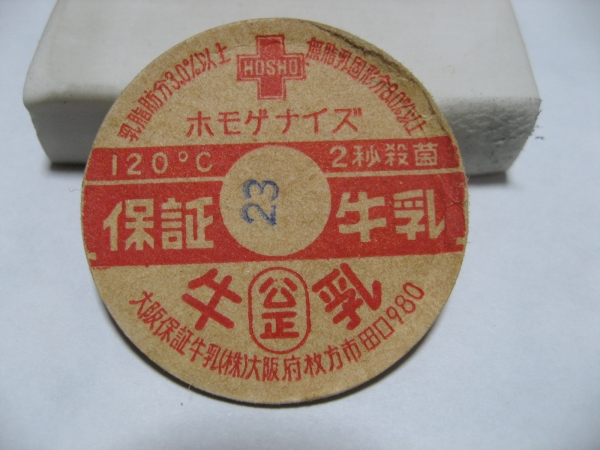 乳脂肪分3.0%以上
HOSHO
無脂乳固形分8.0%以上
ホモゲナイズ
120°C 2秒殺菌
保証 23 牛乳
牛 公正 乳
大阪保証牛乳(株)大阪府枚方市田口980